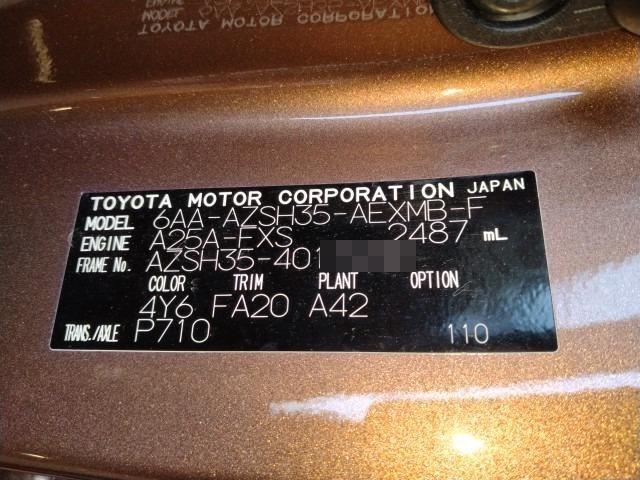 TOYOTA MOTOR CORPORATION JAPAN
MODEL 6AA-AZSH35-AEXMB-F
ENGINE A25A-FXS 2487 mL
FRAME No. AZSH35-401
COLOR TRIM PLANT OPTION
4Y6 FA20 A42
TRANS./AXLE P710 110